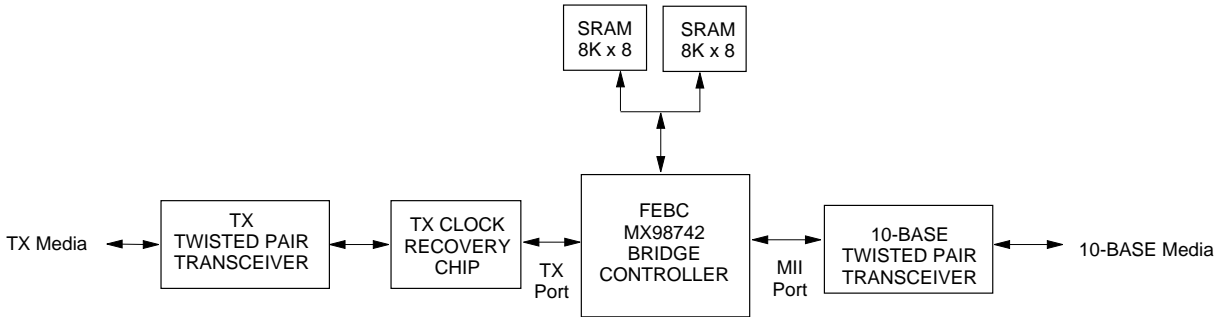 SRAM
8K x 8
SRAM
8K x 8
TX Media
TX
TWISTED PAIR
TRANSCEIVER
TX CLOCK
RECOVERY
CHIP
TX
Port
FEBC
MX98742
BRIDGE
CONTROLLER
MII
Port
10-BASE
TWISTED PAIR
TRANSCEIVER
10-BASE Media